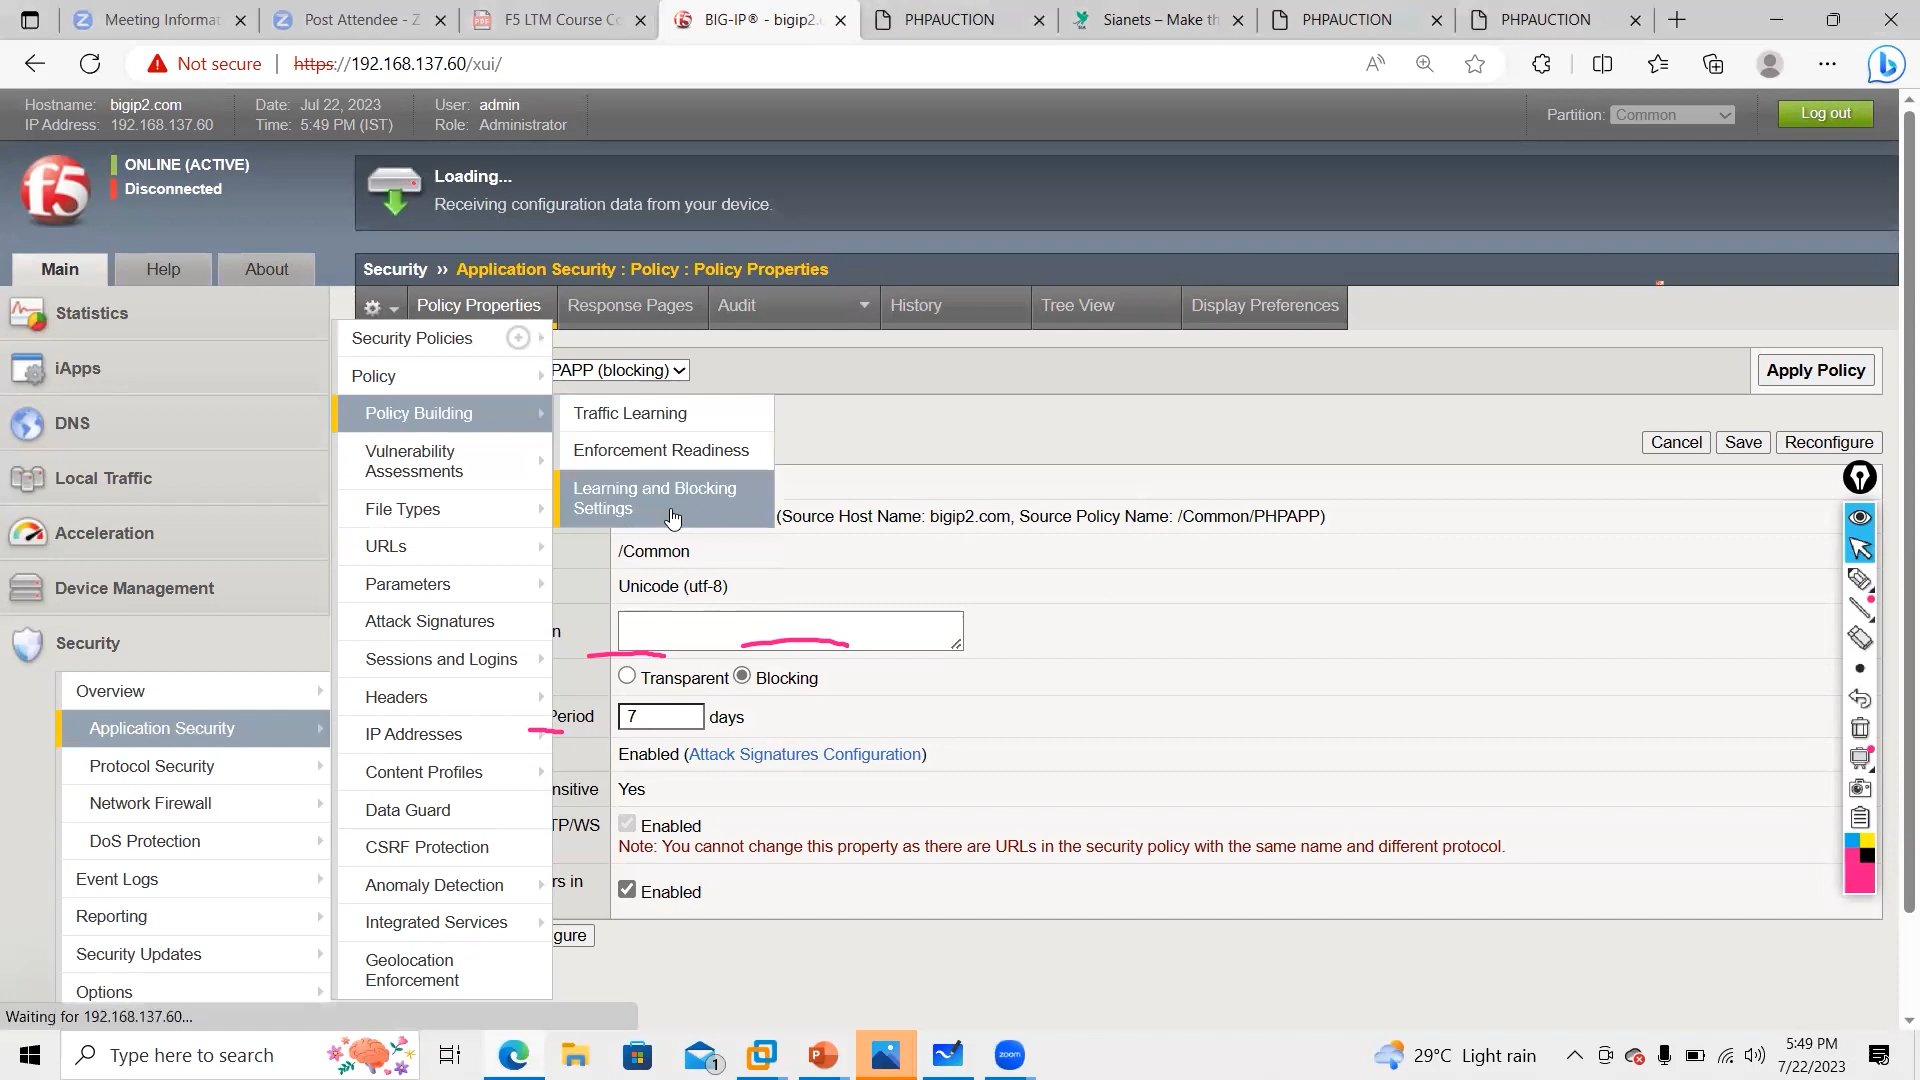 Meeting Informat
Post Attendee - Z
F5 LTM Course Co
BIG-IP® - bigip2.c
PHPAUCTION
Sianets – Make th
PHPAUCTION
PHPAUCTION
Not secure
https://192.168.137.60/xui/
Hostname: bigip2.com
Date: Jul 22, 2023
User: admin
IP Address: 192.168.137.60
Time: 5:49 PM (IST)
Role: Administrator
Partition: Common
Log out
f5
ONLINE (ACTIVE)
Disconnected
Loading...
Receiving configuration data from your device.
Main
Help
About
Security ›› Application Security : Policy : Policy Properties
Policy Properties
Response Pages
Audit
History
Tree View
Display Preferences
Statistics
iApps
DNS
Local Traffic
Acceleration
Device Management
Security
Overview
Application Security
Protocol Security
Network Firewall
DoS Protection
Event Logs
Reporting
Security Updates
Options
Security Policies
Policy
Policy Building
Vulnerability
Assessments
File Types
URLs
Parameters
Attack Signatures
Sessions and Logins
Headers
IP Addresses
Content Profiles
Data Guard
CSRF Protection
Anomaly Detection
Integrated Services
Geolocation
Enforcement
Traffic Learning
Enforcement Readiness
Learning and Blocking
Settings
PAPP (blocking)
Apply Policy
Cancel
Save
Reconfigure
(Source Host Name: bigip2.com, Source Policy Name: /Common/PHPAPP)
/Common
Unicode (utf-8)
n
Transparent
Blocking
Period
7 days
Enabled (Attack Signatures Configuration)
nsitive
Yes
TP/WS
Enabled
Note: You cannot change this property as there are URLs in the security policy with the same name and different protocol.
rs in
Enabled
gure
Waiting for 192.168.137.60...
Type here to search
1
zoom
29°C Light rain
5:49 PM
7/22/2023